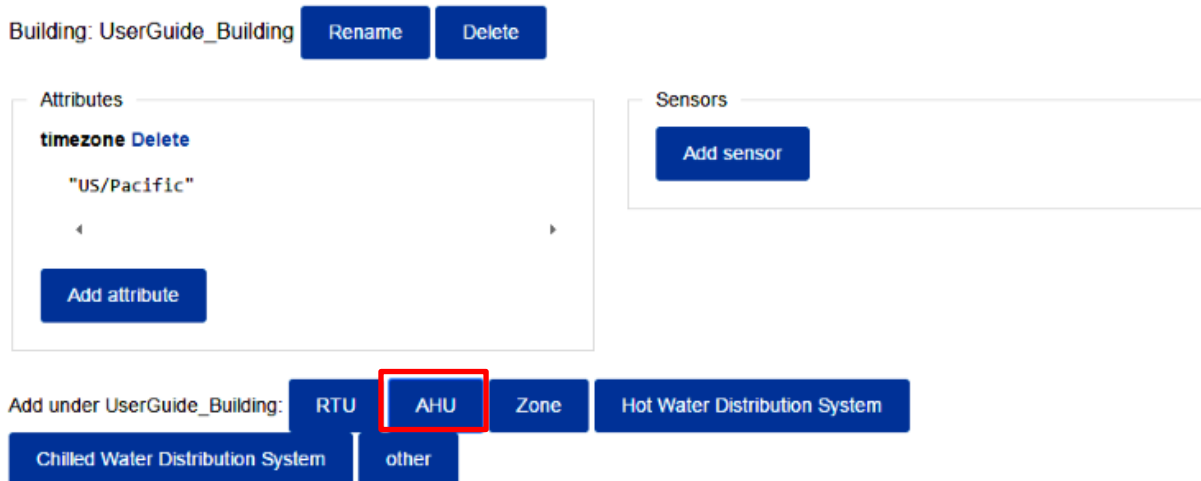 Building: UserGuide_Building Rename Delete
Attributes
timezone Delete
"US/Pacific"
Add attribute
Sensors
Add sensor
Add under UserGuide_Building: RTU AHU Zone Hot Water Distribution System
Chilled Water Distribution System other